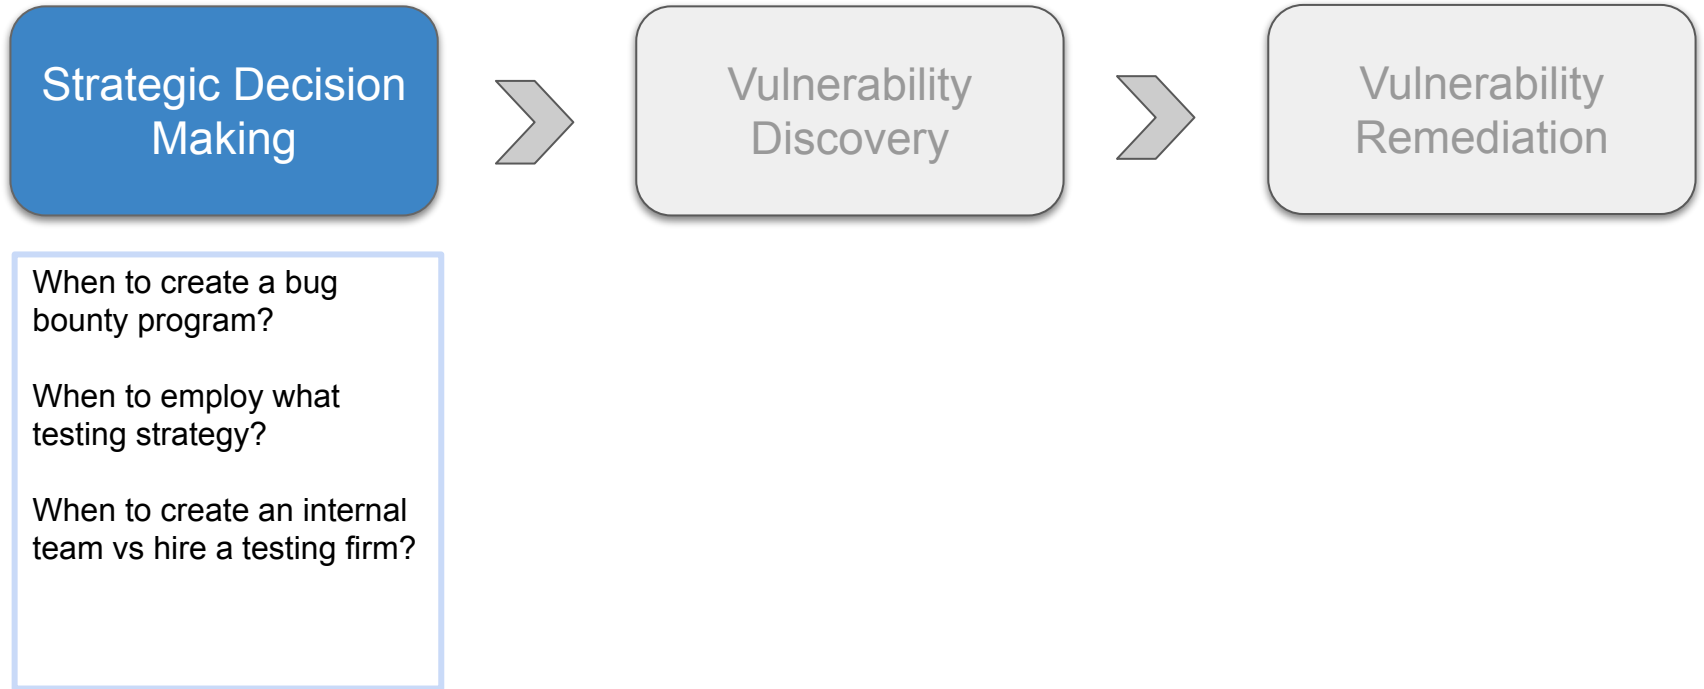 Strategic Decision
Making
Vulnerability
Discovery
Vulnerability
Remediation
When to create a bug
bounty program?
When to employ what
testing strategy?
When to create an internal
team vs hire a testing firm?